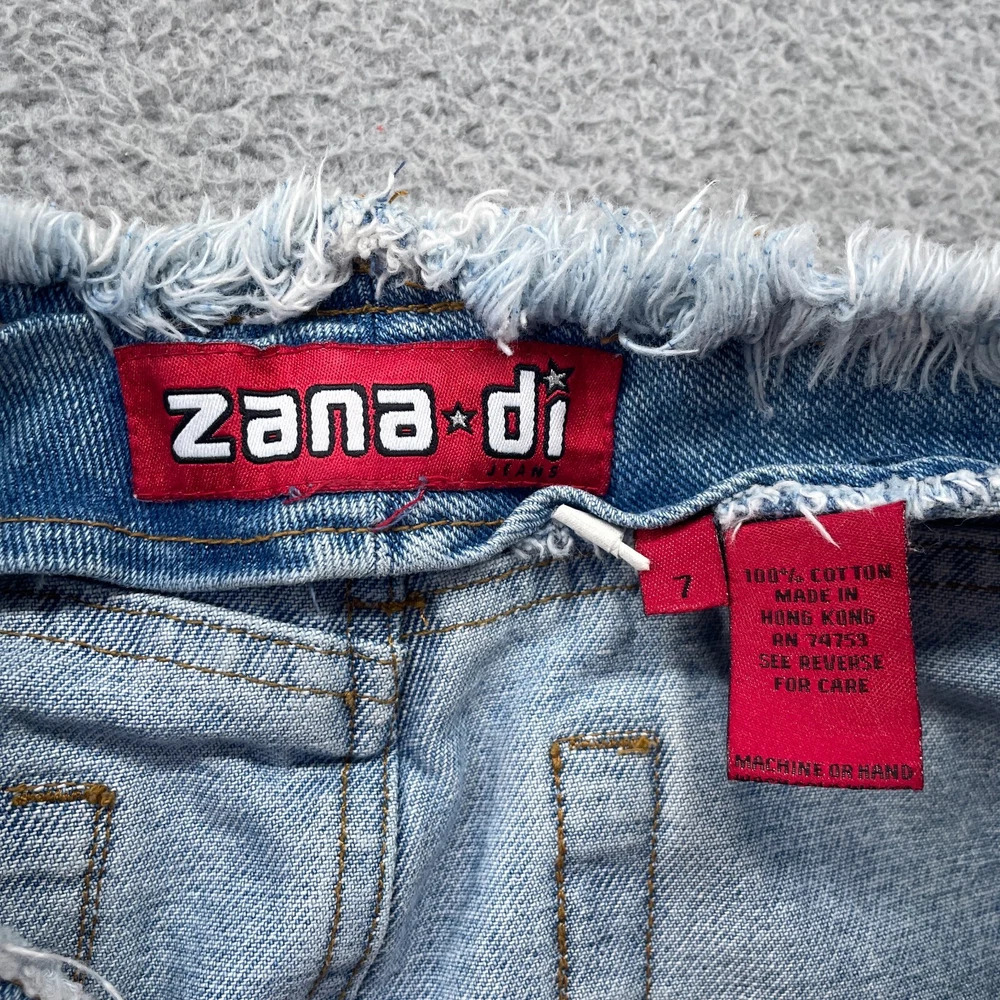 zana★di
JEANS
7
100% COTTON
MADE IN
HONG KONG
RN 74753
SEE REVERSE
FOR CARE
MACHINE OR HAND